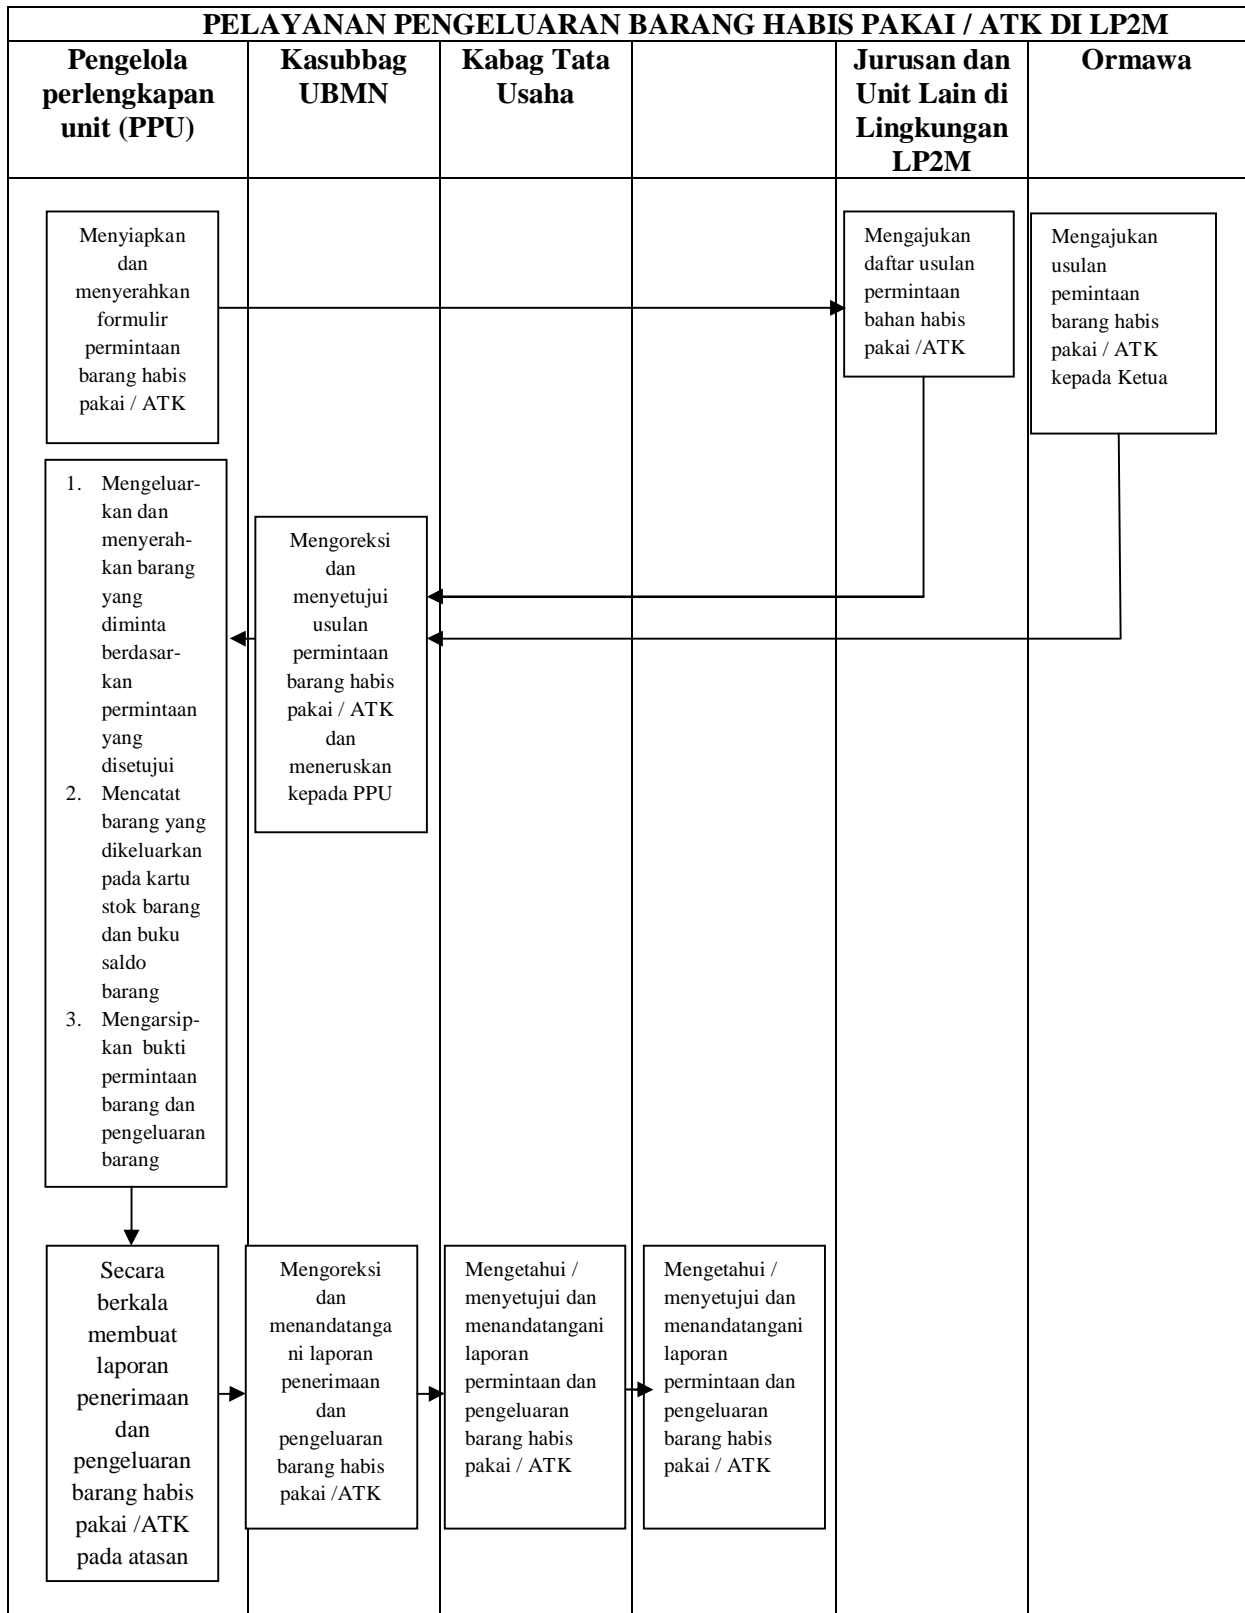 PELAYANAN PENGELUARAN BARANG HABIS PAKAI / ATK DI LP2M
Pengelola
perlengkapan
unit (PPU)
Kasubbag
UBMN
Kabag Tata
Usaha
Jurusan dan
Unit Lain di
Lingkungan
LP2M
Ormawa
Menyiapkan
dan
menyerahkan
formulir
permintaan
barang habis
pakai / ATK
Mengajukan
daftar usulan
permintaan
bahan habis
pakai /ATK
Mengajukan
usulan
pemintaan
barang habis
pakai / ATK
kepada Ketua
1. Mengeluar-
kan dan
menyerah-
kan barang
yang
diminta
berdasar-
kan
permintaan
yang
disetujui
2. Mencatat
barang yang
dikeluarkan
pada kartu
stok barang
dan buku
saldo
barang
3. Mengarsip-
kan bukti
permintaan
barang dan
pengeluaran
barang
Mengoreksi
dan
menyetujui
usulan
permintaan
barang habis
pakai / ATK
dan
meneruskan
kepada PPU
Secara
berkala
membuat
laporan
penerimaan
dan
pengeluaran
barang habis
pakai /ATK
pada atasan
Mengoreksi
dan
menandatanga
ni laporan
penerimaan
dan
pengeluaran
barang habis
pakai /ATK
Mengetahui /
menyetujui dan
menandatangani
laporan
permintaan dan
pengeluaran
barang habis
pakai / ATK
Mengetahui /
menyetujui dan
menandatangani
laporan
permintaan dan
pengeluaran
barang habis
pakai / ATK